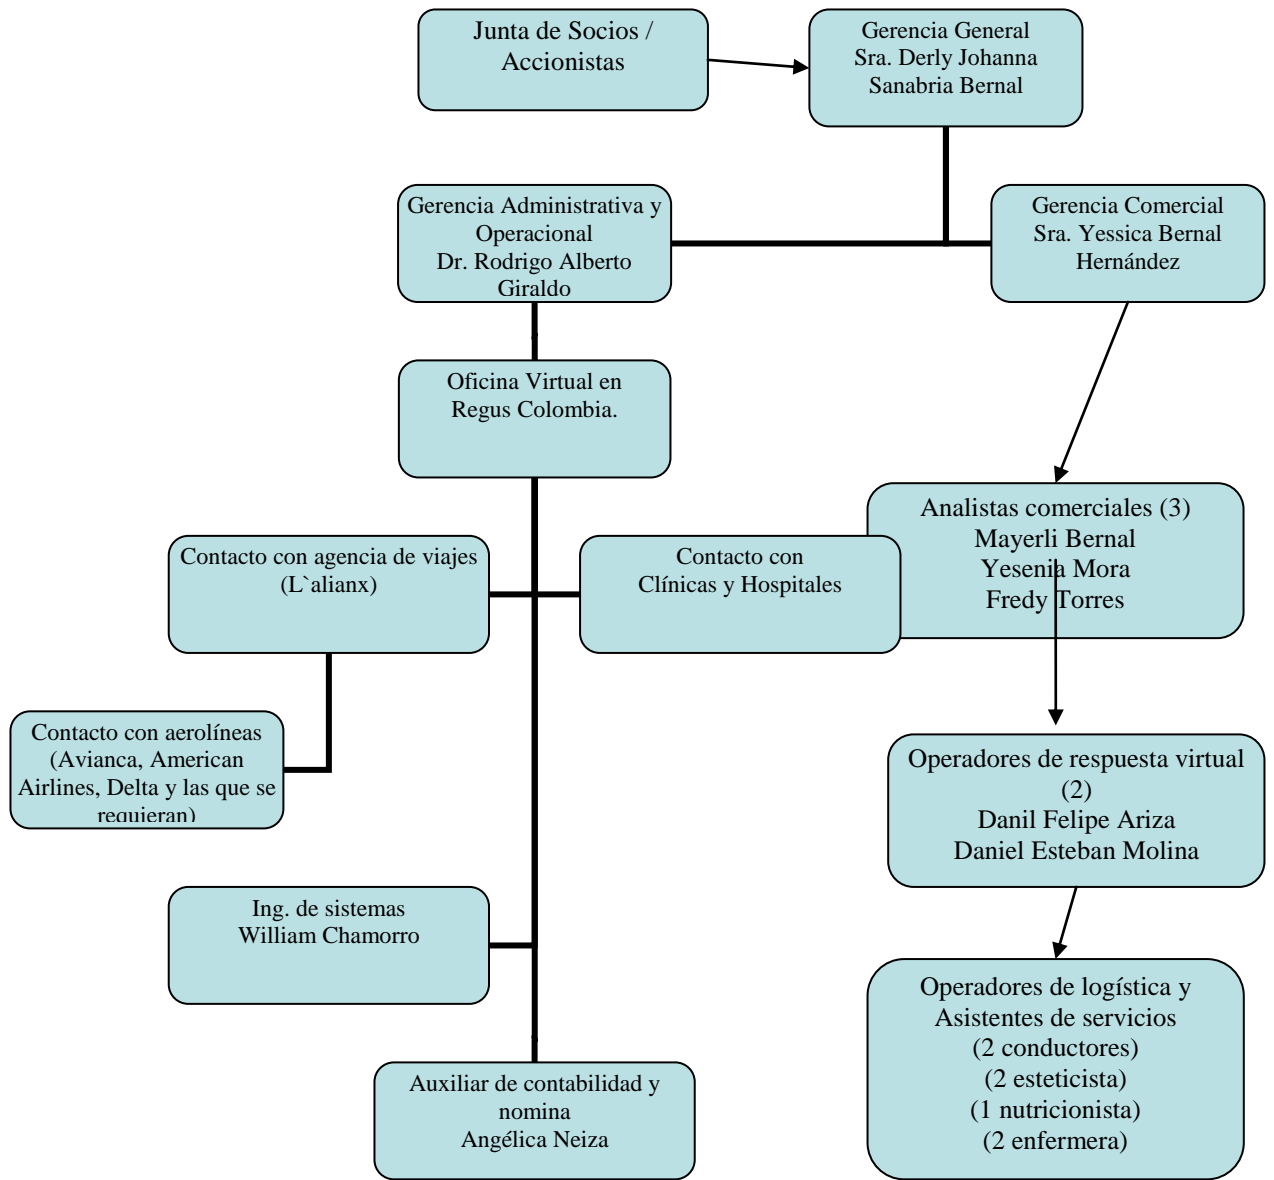 Junta de Socios /
Accionistas
Gerencia General
Sra. Derly Johanna
Sanabria Bernal
Gerencia Administrativa y
Operacional
Dr. Rodrigo Alberto
Giraldo
Gerencia Comercial
Sra. Yessica Bernal
Hernández
Oficina Virtual en
Regus Colombia.
Analistas comerciales (3)
Mayerli Bernal
Yesenia Mora
Fredy Torres
Contacto con agencia de viajes
(L`alianx)
Contacto con
Clínicas y Hospitales
Contacto con aerolíneas
(Avianca, American
Airlines, Delta y las que se
requieran)
Operadores de respuesta virtual
(2)
Danil Felipe Ariza
Daniel Esteban Molina
Ing. de sistemas
William Chamorro
Operadores de logística y
Asistentes de servicios
(2 conductores)
(2 esteticista)
(1 nutricionista)
(2 enfermera)
Auxiliar de contabilidad y
nomina
Angélica Neiza